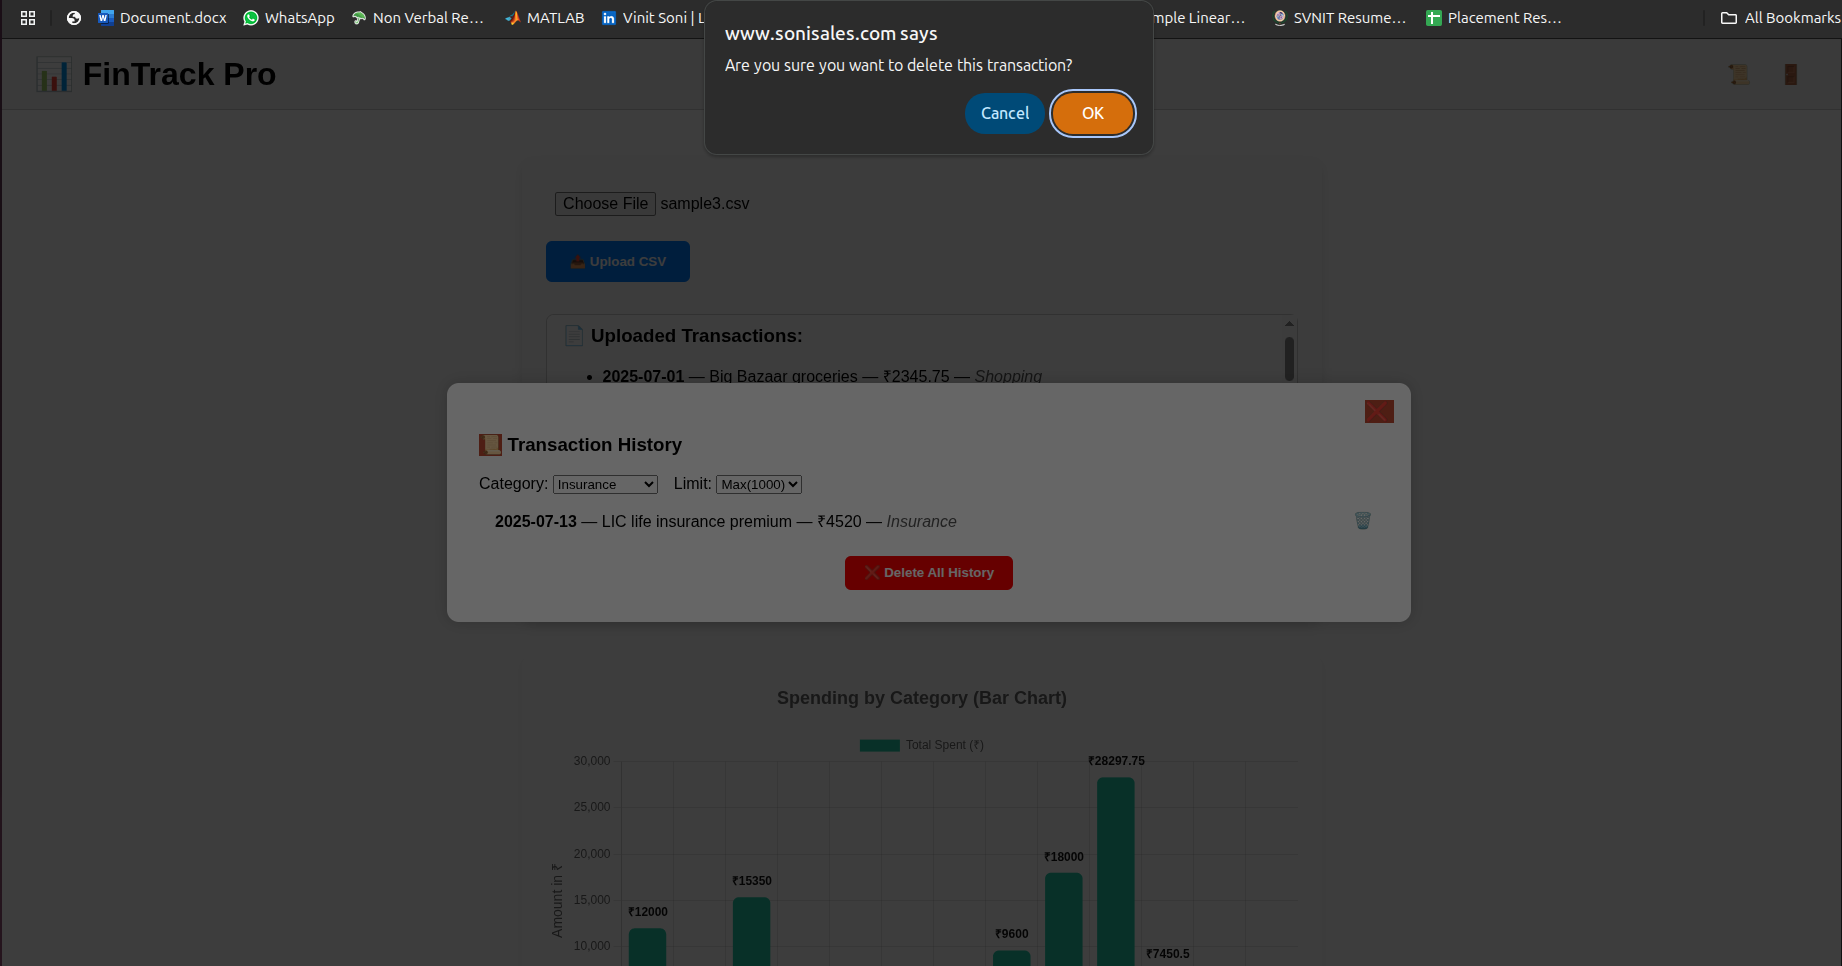 Document.docx WhatsApp Non Verbal Re... MATLAB Vinit Soni | L mple Linear... SVNIT Resume... Placement Res... All Bookmarks
www.sonisales.com says
Are you sure you want to delete this transaction?
Cancel OK
FinTrack Pro
Choose File sample3.csv
Upload CSV
Uploaded Transactions:
• 2025-07-01 — Big Bazaar groceries — ₹2345.75 — Shopping
Transaction History
Category: Insurance Limit: Max(1000)
2025-07-13 — LIC life insurance premium — ₹4520 — Insurance
Delete All History
Spending by Category (Bar Chart)
Total Spent (₹)
Amount in ₹
30,000
25,000
20,000
15,000
10,000
₹12000
₹15350
₹9600
₹18000
₹28297.75
₹7450.5